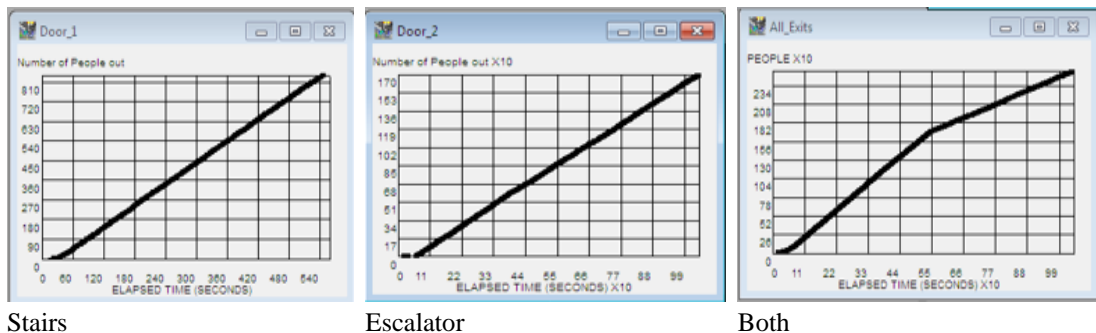 Door_1
Number of People out
810
720
630
540
450
360
270
180
90
0
0 60 120 180 240 300 360 420 480 540
ELAPSED TIME (SECONDS)
Stairs
Door_2
Number of People out X10
170
153
136
119
102
85
68
51
34
17
0
0 11 22 33 44 55 66 77 88 99
ELAPSED TIME (SECONDS) X10
Escalator
All_Exits
PEOPLE X10
234
208
182
156
130
104
78
52
26
0
0 11 22 33 44 55 66 77 88 99
ELAPSED TIME (SECONDS) X10
Both